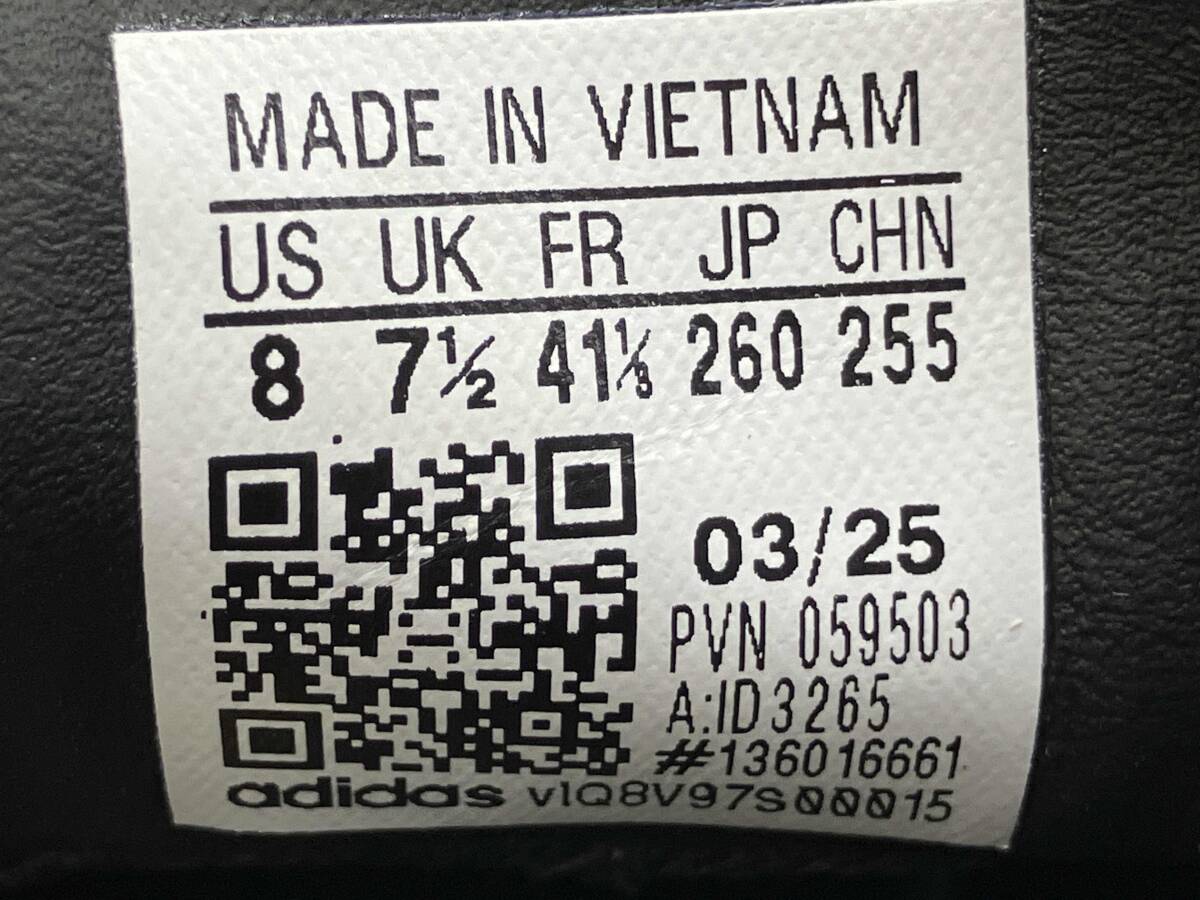 MADE IN VIETNAM
US UK FR JP CHN
8 7½ 41⅓ 260 255
03/25
PVN 059503
A:ID3265
#136016661
adidas v1Q8V97S00015